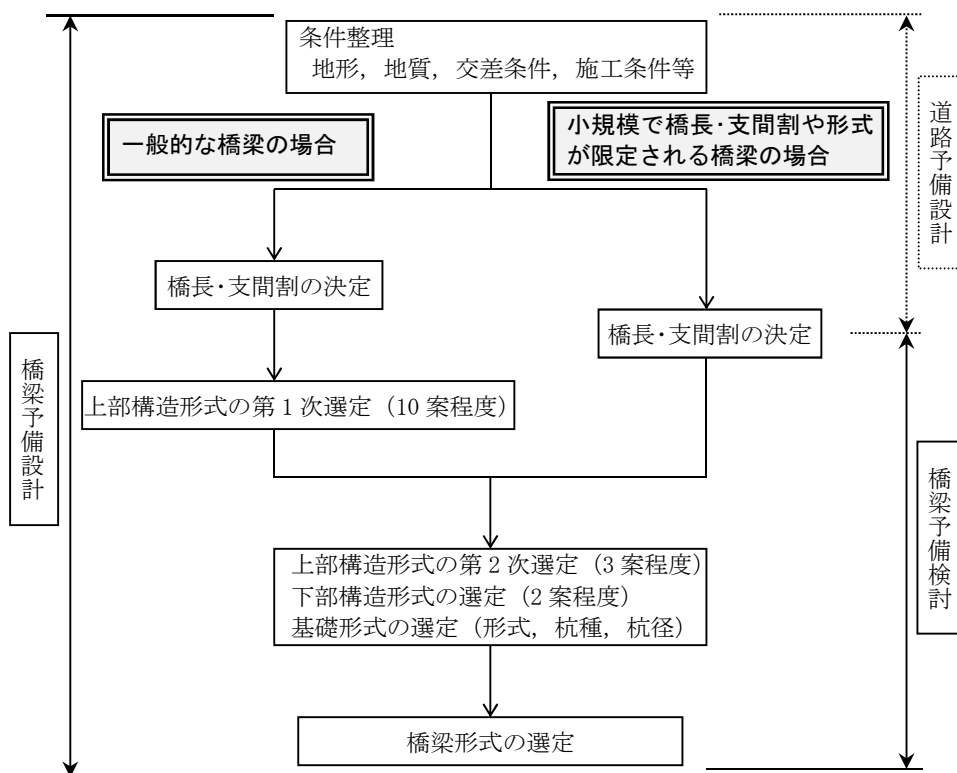 条件整理
地形, 地質, 交差条件, 施工条件等
一般的な橋梁の場合
小規模で橋長･支間割や形式
が限定される橋梁の場合
道路予備設計
橋長･支間割の決定
橋長･支間割の決定
橋梁予備設計
上部構造形式の第1次選定 (10案程度)
橋梁予備検討
上部構造形式の第2次選定 (3案程度)
下部構造形式の選定 (2案程度)
基礎形式の選定 (形式, 杭種, 杭径)
橋梁形式の選定